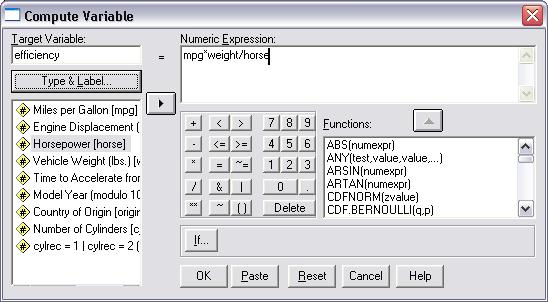 Compute Variable
Target Variable:
efficiency
=
Numeric Expression:
mpg*weight/horse
Type & Label...
Miles per Gallon [mpg]
Engine Displacement (
Horsepower [horse]
Vehicle Weight (lbs.) [w
Time to Accelerate from
Model Year (modulo 10
Country of Origin [origin
Number of Cylinders [c
cylrec = 1 | cylrec = 2 (
+ < > 7 8 9
- <= >= 4 5 6
* = ~= 1 2 3
/ & | 0 .
** ~ () Delete
Functions:
ABS(numexpr)
ANY(test,value,value,...)
ARSIN(numexpr)
ARTAN(numexpr)
CDFNORM(zvalue)
CDF.BERNOULLI(q,p)
If...
OK Paste Reset Cancel Help